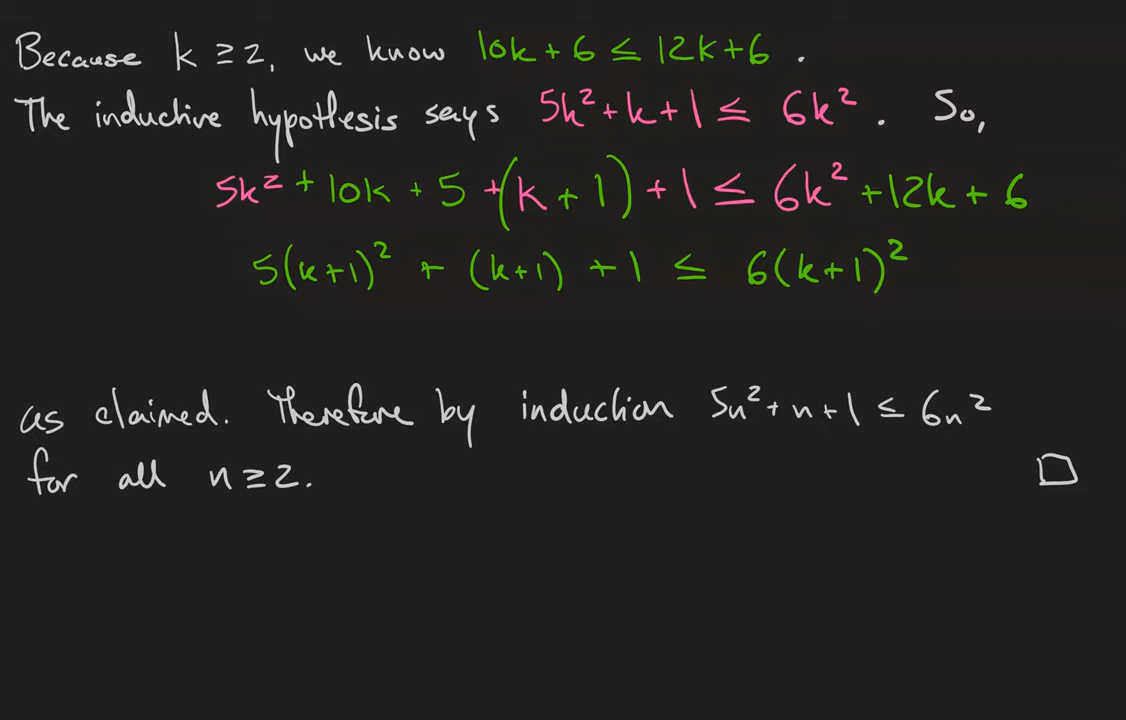 Because k ≥ 2, we know 10k + 6 ≤ 12k + 6 .
The inductive hypothesis says 5k² + k + 1 ≤ 6k² . So,
5k² + 10k + 5 + (k + 1) + 1 ≤ 6k² + 12k + 6
5(k+1)² + (k+1) + 1 ≤ 6(k+1)²
as claimed. Therefore by induction 5n² + n + 1 ≤ 6n²
for all n ≥ 2. □